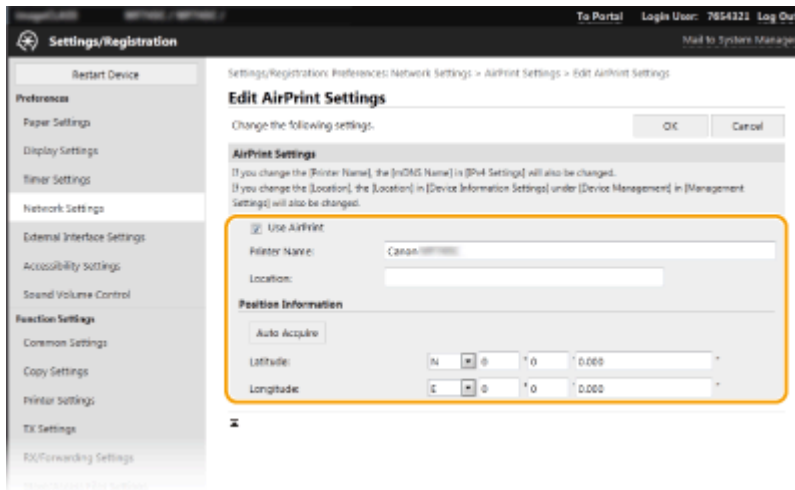 To Portal Login User: 7654321 Log Out
Settings/Registration
Mail to System Manager
Restart Device
Preferences
Paper Settings
Display Settings
Timer Settings
Network Settings
External Interface Settings
Accessibility Settings
Sound Volume Control
Function Settings
Common Settings
Copy Settings
Printer Settings
TX Settings
RX/Forwarding Settings
Settings/Registration: Preferences: Network Settings > AirPrint Settings > Edit AirPrint Settings
Edit AirPrint Settings
Change the following settings.
OK
Cancel
AirPrint Settings
If you change the [Printer Name], the [mDNS Name] in [IPv4 Settings] will also be changed.
If you change the [Location], the [Location] in [Device Information Settings] under [Device Management] in [Management
Settings] will also be changed.
Use AirPrint
Printer Name: Canon
Location:
Position Information
Auto Acquire
Latitude: N 0 ° 0 ' 0.000 "
Longitude: E 0 ° 0 ' 0.000 "